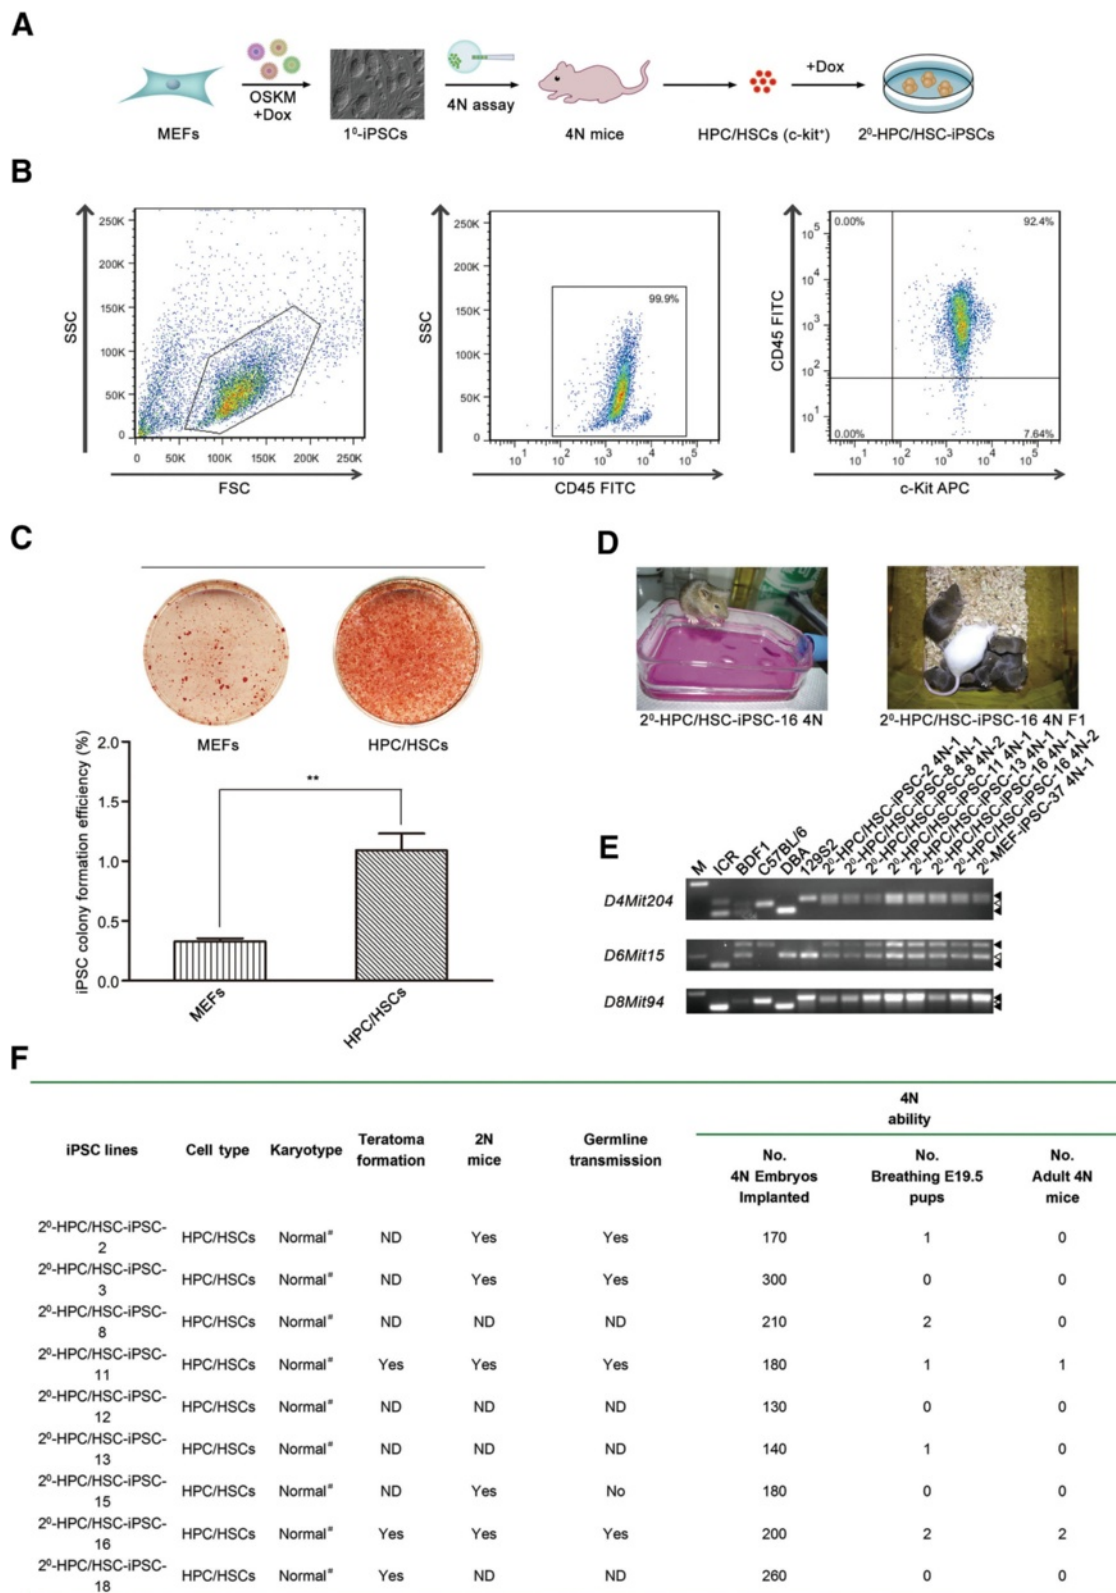 A
OSKM
+Dox
4N assay
+Dox
MEFs
1⁰-iPSCs
4N mice
HPC/HSCs (c-kit⁺)
2⁰-HPC/HSC-iPSCs
B
SSC
250K
200K
150K
100K
50K
0
0 50K 100K 150K 200K 250K
FSC
SSC
250K
200K
150K
100K
50K
0
99.9%
10¹ 10² 10³ 10⁴ 10⁵
CD45 FITC
CD45 FITC
10⁵
10⁴
10³
10²
10¹
0.00% 92.4%
0.00% 7.64%
10¹ 10² 10³ 10⁴ 10⁵
c-Kit APC
C
MEFs HPC/HSCs
iPSC colony formation efficiency (%)
2.0
1.5
1.0
0.5
0.0
**
MEFs
HPC/HSCs
D
2⁰-HPC/HSC-iPSC-16 4N
2⁰-HPC/HSC-iPSC-16 4N F1
E
M
ICR
BDF1
C57BL/6
DBA
129S2
2⁰-HPC/HSC-iPSC-2 4N-1
2⁰-HPC/HSC-iPSC-8 4N-1
2⁰-HPC/HSC-iPSC-8 4N-2
2⁰-HPC/HSC-iPSC-11 4N-1
2⁰-HPC/HSC-iPSC-13 4N-1
2⁰-HPC/HSC-iPSC-16 4N-1
2⁰-HPC/HSC-iPSC-16 4N-2
2⁰-MEF-iPSC-37 4N-1
D4Mit204
D6Mit15
D8Mit94
F
4N
ability
iPSC lines Cell type Karyotype Teratoma formation 2N mice Germline transmission No. 4N Embryos Implanted No. Breathing E19.5 pups No. Adult 4N mice
2⁰-HPC/HSC-iPSC-2 HPC/HSCs Normal# ND Yes Yes 170 1 0
2⁰-HPC/HSC-iPSC-3 HPC/HSCs Normal# ND Yes Yes 300 0 0
2⁰-HPC/HSC-iPSC-8 HPC/HSCs Normal# ND ND ND 210 2 0
2⁰-HPC/HSC-iPSC-11 HPC/HSCs Normal# Yes Yes Yes 180 1 1
2⁰-HPC/HSC-iPSC-12 HPC/HSCs Normal# ND ND ND 130 0 0
2⁰-HPC/HSC-iPSC-13 HPC/HSCs Normal# ND ND ND 140 1 0
2⁰-HPC/HSC-iPSC-15 HPC/HSCs Normal# ND Yes No 180 0 0
2⁰-HPC/HSC-iPSC-16 HPC/HSCs Normal# Yes Yes Yes 200 2 2
2⁰-HPC/HSC-iPSC-18 HPC/HSCs Normal# Yes ND ND 260 0 0